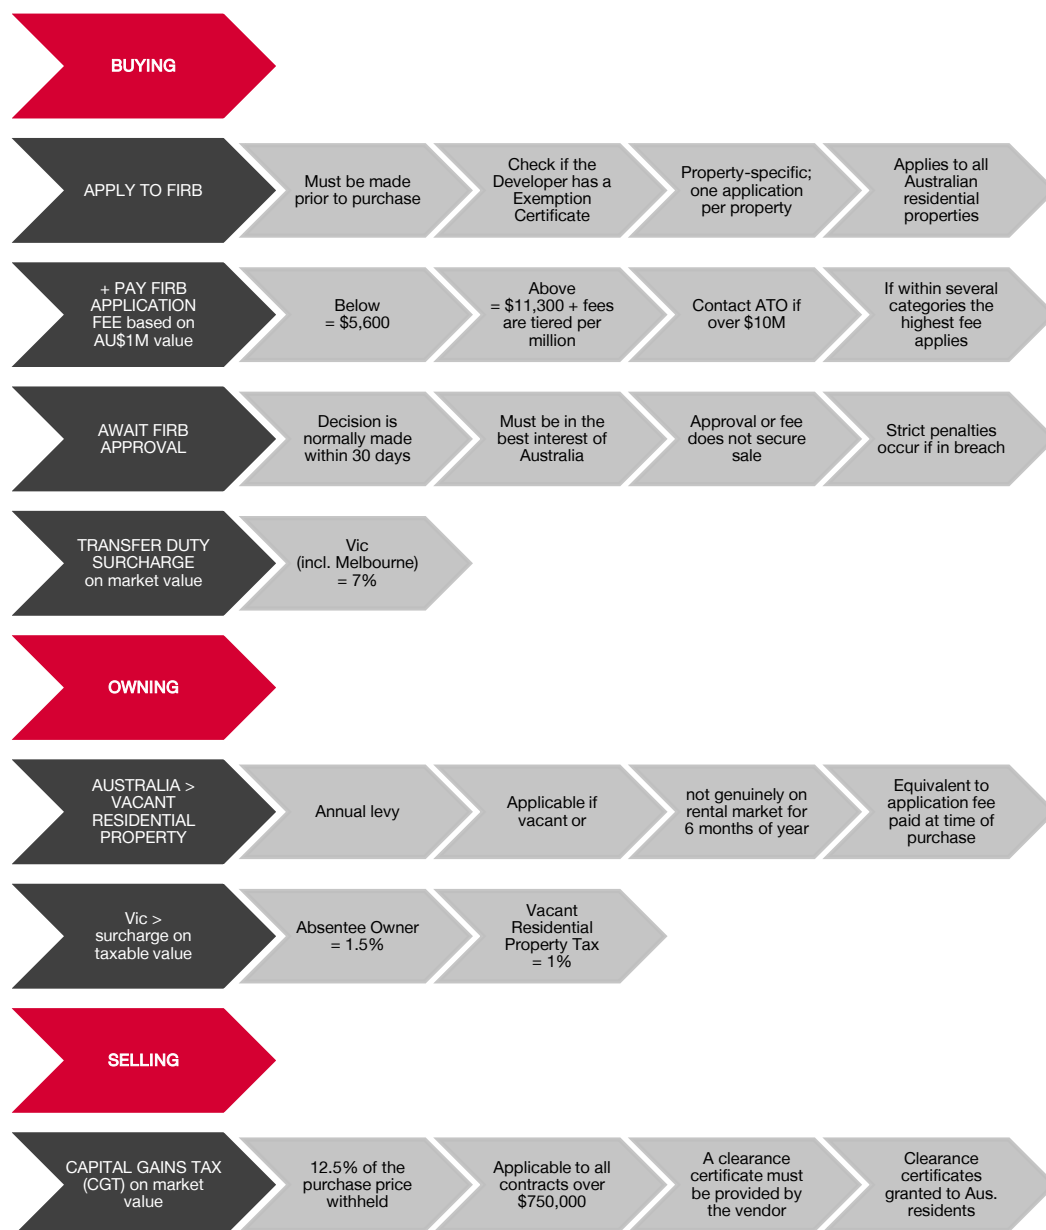 BUYING
APPLY TO FIRB
Must be made
prior to purchase
Check if the
Developer has a
Exemption
Certificate
Property-specific;
one application
per property
Applies to all
Australian
residential
properties
+ PAY FIRB
APPLICATION
FEE based on
AU$1M value
Below
= $5,600
Above
= $11,300 + fees
are tiered per
million
Contact ATO if
over $10M
If within several
categories the
highest fee
applies
AWAIT FIRB
APPROVAL
Decision is
normally made
within 30 days
Must be in the
best interest of
Australia
Approval or fee
does not secure
sale
Strict penalties
occur if in breach
TRANSFER DUTY
SURCHARGE
on market value
Vic
(incl. Melbourne)
= 7%
OWNING
AUSTRALIA >
VACANT
RESIDENTIAL
PROPERTY
Annual levy
Applicable if
vacant or
not genuinely on
rental market for
6 months of year
Equivalent to
application fee
paid at time of
purchase
Vic >
surcharge on
taxable value
Absentee Owner
= 1.5%
Vacant
Residential
Property Tax
= 1%
SELLING
CAPITAL GAINS TAX
(CGT) on market
value
12.5% of the
purchase price
withheld
Applicable to all
contracts over
$750,000
A clearance
certificate must
be provided by
the vendor
Clearance
certificates
granted to Aus.
residents